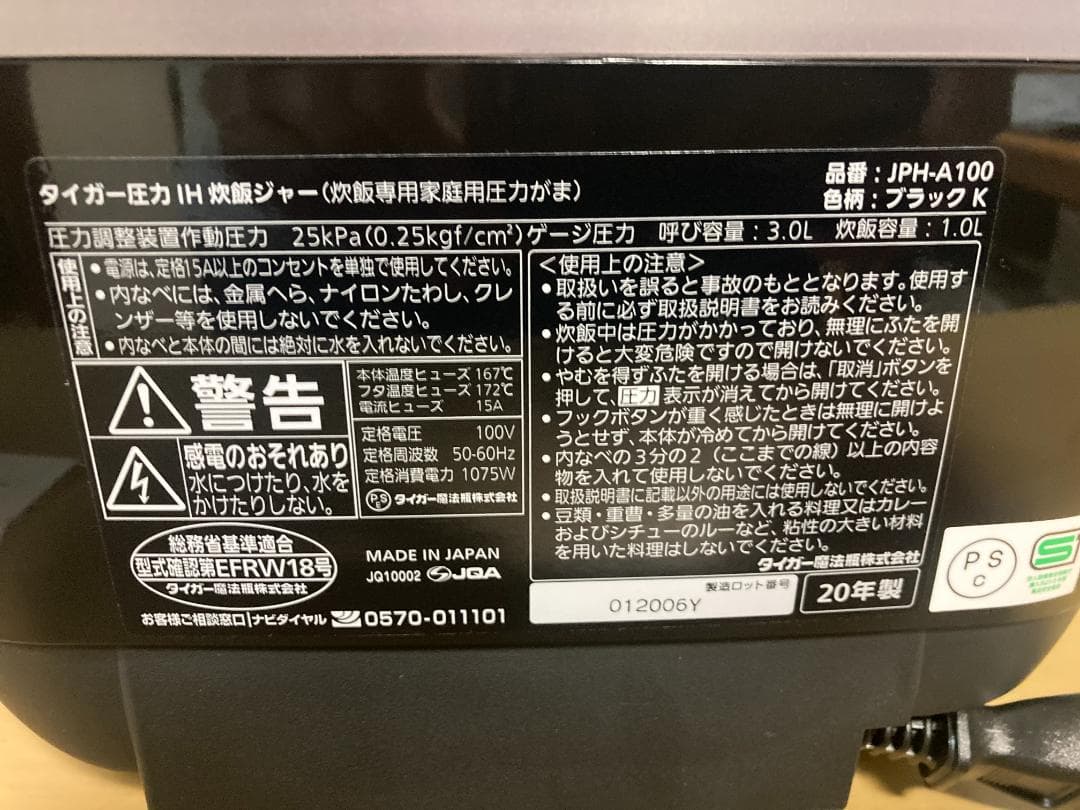 タイガー圧力IH炊飯ジャー(炊飯専用家庭用圧力がま)
品番:JPH-A100
色柄:ブラックK
圧力調整装置作動圧力 25kPa(0.25kgf/cm²)ゲージ圧力 呼び容量:3.0L 炊飯容量:1.0L
使用上の注意
•電源は、定格15A以上のコンセントを単独で使用してください。
•内なべには、金属へら、ナイロンたわし、クレ
ンザー等を使用しないでください。
•内なべと本体の間には絶対に水を入れないでください。
警告
感電のおそれあり
水につけたり、水を
かけたりしない。
本体温度ヒューズ 167℃
フタ温度ヒューズ 172℃
電流ヒューズ 15A
定格電圧 100V
定格周波数 50-60Hz
定格消費電力 1075W
PS タイガー魔法瓶株式会社
<使用上の注意>
•取扱いを誤ると事故のもととなります。使用す
る前に必ず取扱説明書をお読みください。
•炊飯中は圧力がかかっており、無理にふたを開
けると大変危険ですので開けないでください。
•やむを得ずふたを開ける場合は、「取消」ボタンを
押して、圧力表示が消えてから開けてください。
•フックボタンが重く感じたときは無理に開けよ
うとせず、本体が冷めてから開けてください。
•内なべの3分の2(ここまでの線)以上の内容
物を入れて使用しないでください。
•取扱説明書に記載以外の用途には使用しないでください。
•豆類・重曹・多量の油を入れる料理又はカレー
およびシチューのルーなど、粘性の大きい材料
を用いた料理はしないでください。
タイガー魔法瓶株式会社
総務省基準適合
型式確認第EFRW18号
タイガー魔法瓶株式会社
MADE IN JAPAN
JQ10002 JQA
お客様ご相談窓口|ナビダイヤル 0570-011101
製造ロット番号
012006Y
20年製
PS
C
S